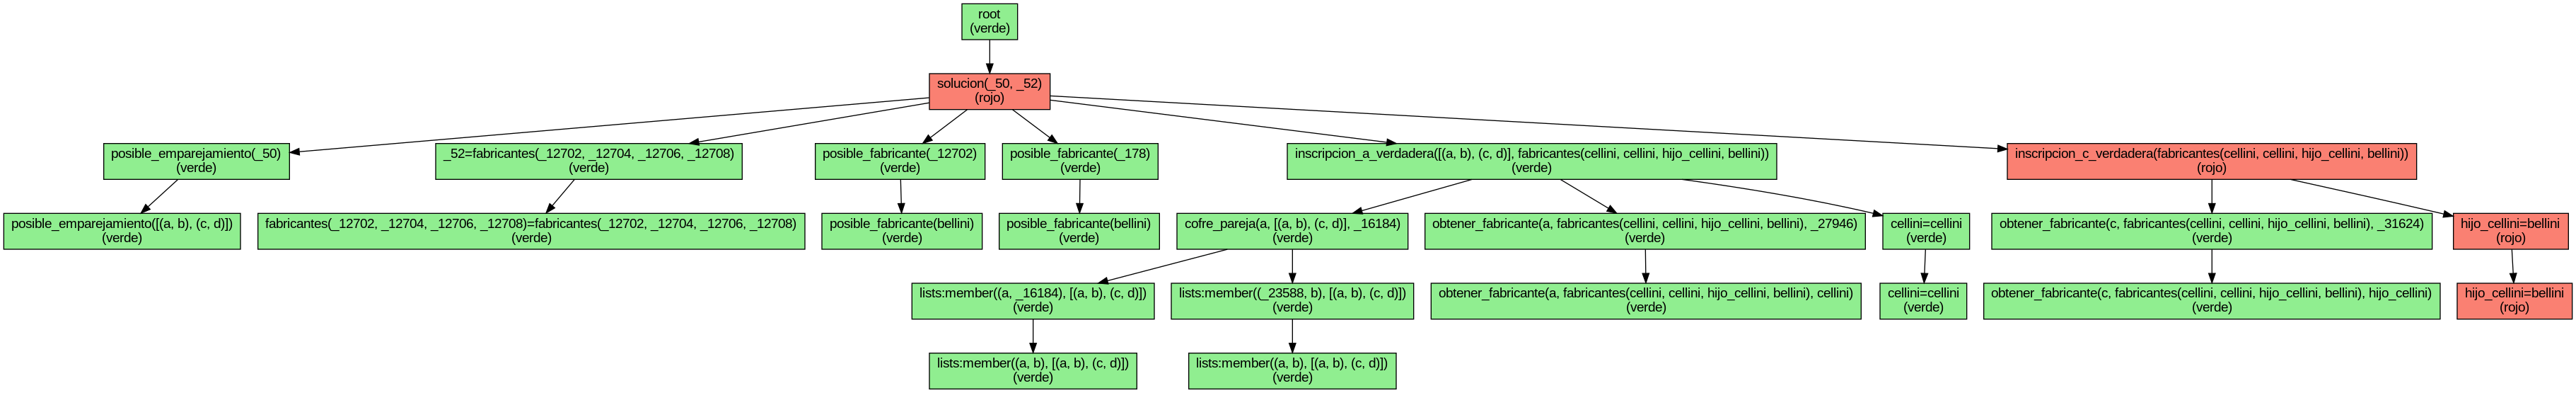 root
(verde)
solucion(_50, _52)
(rojo)
posible_emparejamiento(_50)
(verde)
_52=fabricantes(_12702, _12704, _12706, _12708)
(verde)
posible_fabricante(_12702)
(verde)
posible_fabricante(_178)
(verde)
inscripcion_a_verdadera([(a, b), (c, d)], fabricantes(cellini, cellini, hijo_cellini, bellini))
(verde)
inscripcion_c_verdadera(fabricantes(cellini, cellini, hijo_cellini, bellini))
(rojo)
posible_emparejamiento([(a, b), (c, d)])
(verde)
fabricantes(_12702, _12704, _12706, _12708)=fabricantes(_12702, _12704, _12706, _12708)
(verde)
posible_fabricante(bellini)
(verde)
posible_fabricante(bellini)
(verde)
cofre_pareja(a, [(a, b), (c, d)], _16184)
(verde)
obtener_fabricante(a, fabricantes(cellini, cellini, hijo_cellini, bellini), _27946)
(verde)
cellini=cellini
(verde)
obtener_fabricante(c, fabricantes(cellini, cellini, hijo_cellini, bellini), _31624)
(verde)
hijo_cellini=bellini
(rojo)
lists:member((a, _16184), [(a, b), (c, d)])
(verde)
lists:member((_23588, b), [(a, b), (c, d)])
(verde)
obtener_fabricante(a, fabricantes(cellini, cellini, hijo_cellini, bellini), cellini)
(verde)
cellini=cellini
(verde)
obtener_fabricante(c, fabricantes(cellini, cellini, hijo_cellini, bellini), hijo_cellini)
(verde)
hijo_cellini=bellini
(rojo)
lists:member((a, b), [(a, b), (c, d)])
(verde)
lists:member((a, b), [(a, b), (c, d)])
(verde)